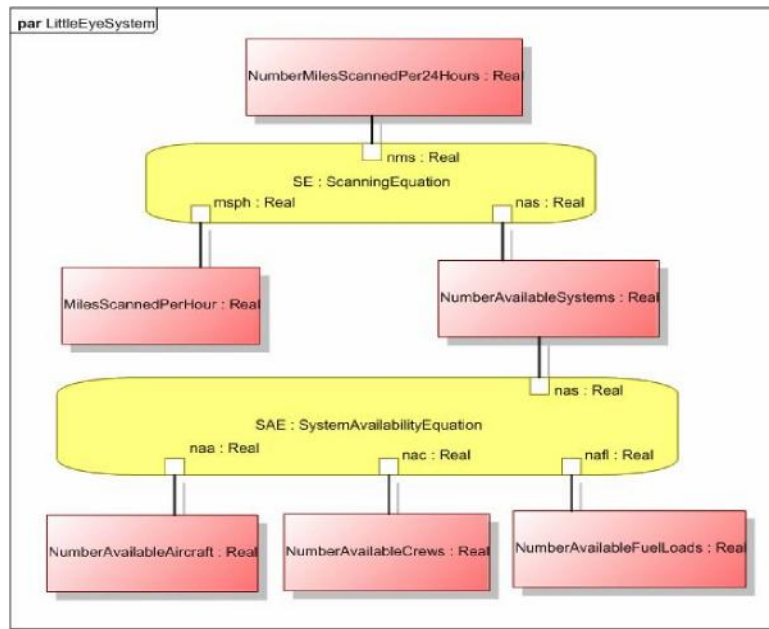 par LittleEyeSystem
NumberMilesScannedPer24Hours : Real
nms : Real
SE : ScanningEquation
msph : Real
nas : Real
MilesScannedPerHour : Real
NumberAvailableSystems : Real
nas : Real
SAE : SystemAvailabilityEquation
naa : Real
nac : Real
nafl : Real
NumberAvailableAircraft : Real
NumberAvailableCrews : Real
NumberAvailableFuelLoads : Real